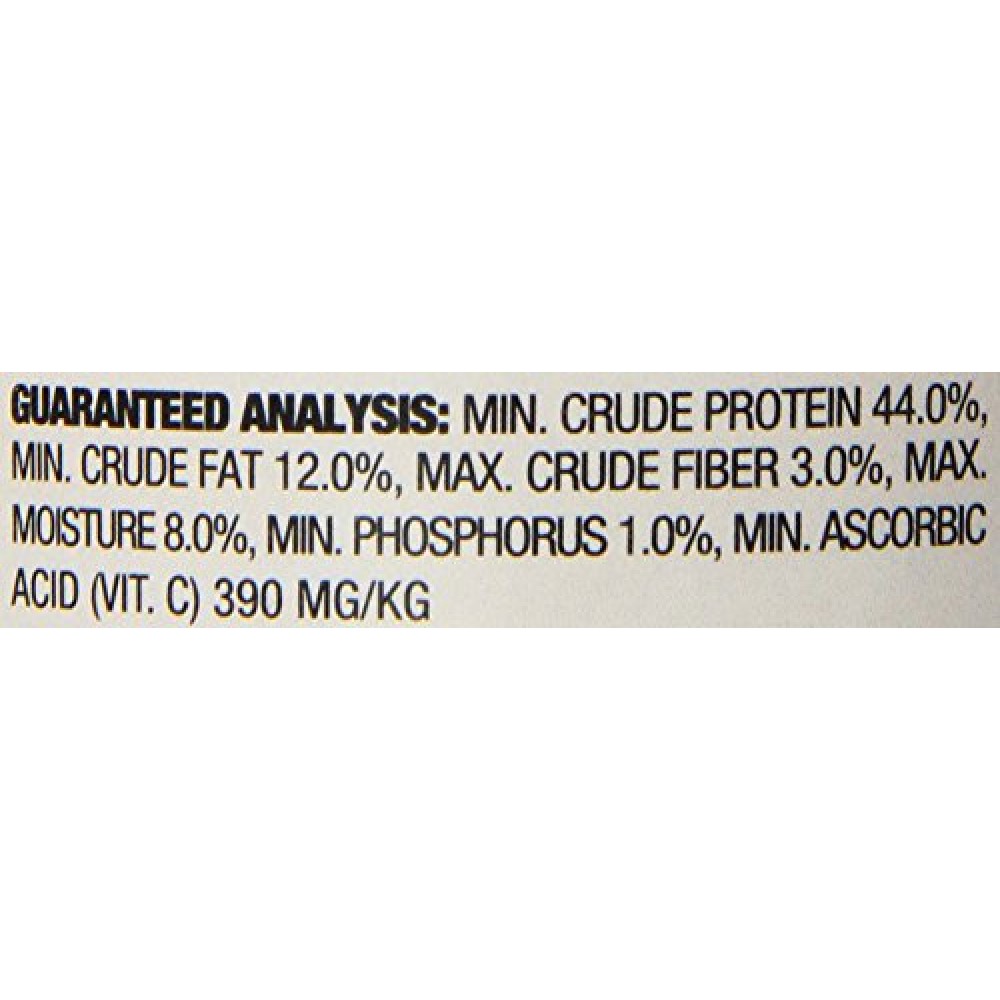 GUARANTEED ANALYSIS: MIN. CRUDE PROTEIN 44.0%,
MIN. CRUDE FAT 12.0%, MAX. CRUDE FIBER 3.0%, MAX.
MOISTURE 8.0%, MIN. PHOSPHORUS 1.0%, MIN. ASCORBIC
ACID (VIT. C) 390 MG/KG